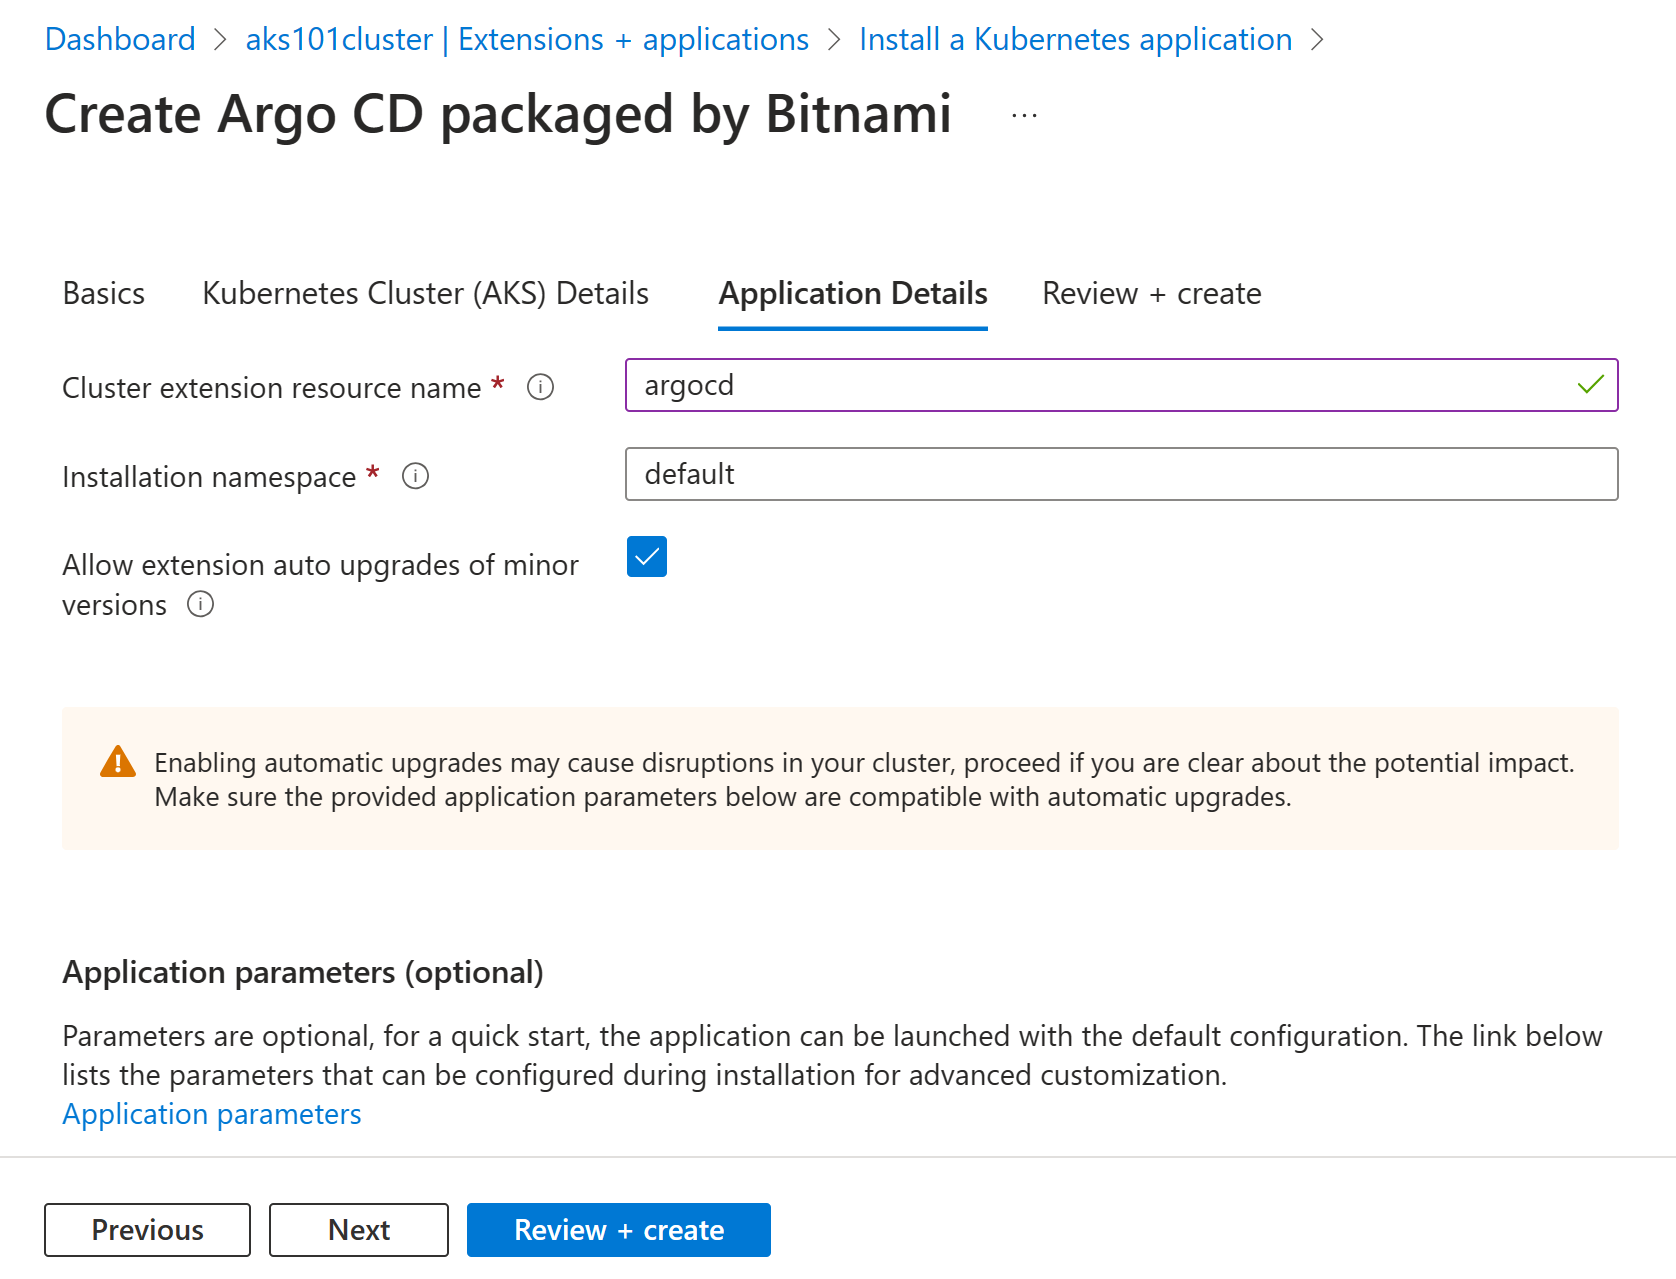 Dashboard > aks101cluster | Extensions + applications > Install a Kubernetes application >
Create Argo CD packaged by Bitnami ...
Basics Kubernetes Cluster (AKS) Details Application Details Review + create
Cluster extension resource name * argocd
Installation namespace * default
Allow extension auto upgrades of minor
versions
Enabling automatic upgrades may cause disruptions in your cluster, proceed if you are clear about the potential impact.
Make sure the provided application parameters below are compatible with automatic upgrades.
Application parameters (optional)
Parameters are optional, for a quick start, the application can be launched with the default configuration. The link below
lists the parameters that can be configured during installation for advanced customization.
Application parameters
Previous Next Review + create